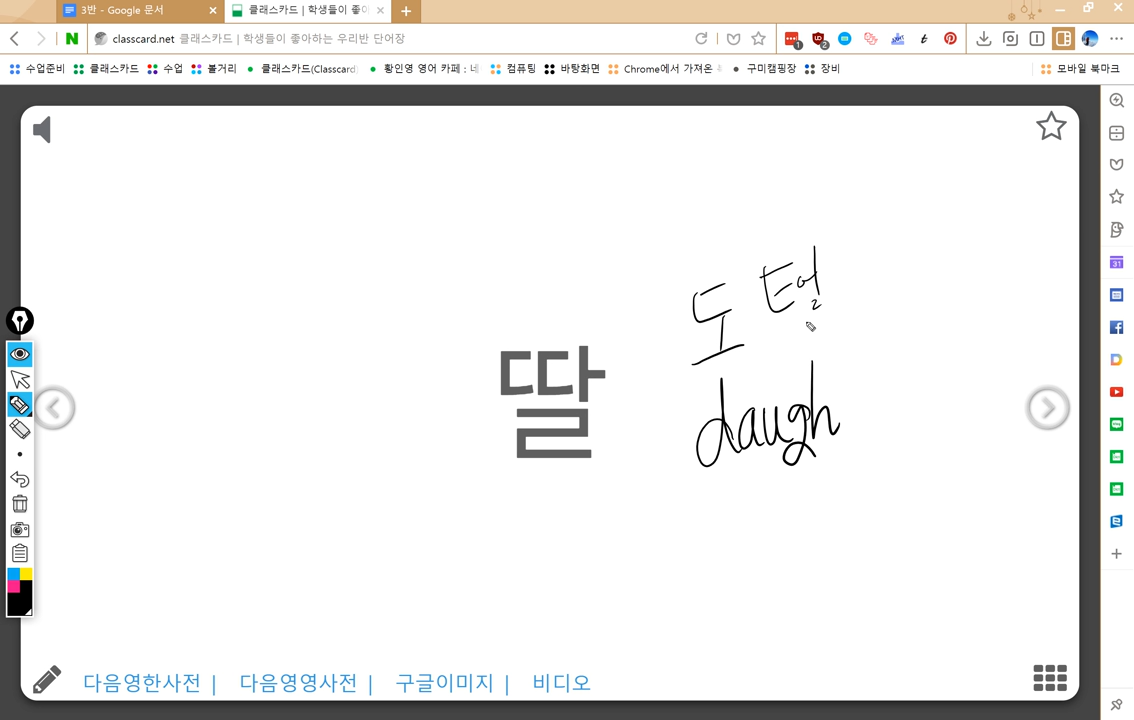 3반 - Google 문서
클래스카드 | 학생들이 좋아
N classcard.net 클래스카드 | 학생들이 좋아하는 우리반 단어장
수업준비 클래스카드 수업 볼거리 클래스카드(Classcard) 황인영 영어 카페 : 네 컴퓨팅 바탕화면 Chrome에서 가져온 구미캠핑장 장비 모바일 북마크
도털
딸
daugh
다음영한사전 | 다음영영사전 | 구글이미지 | 비디오